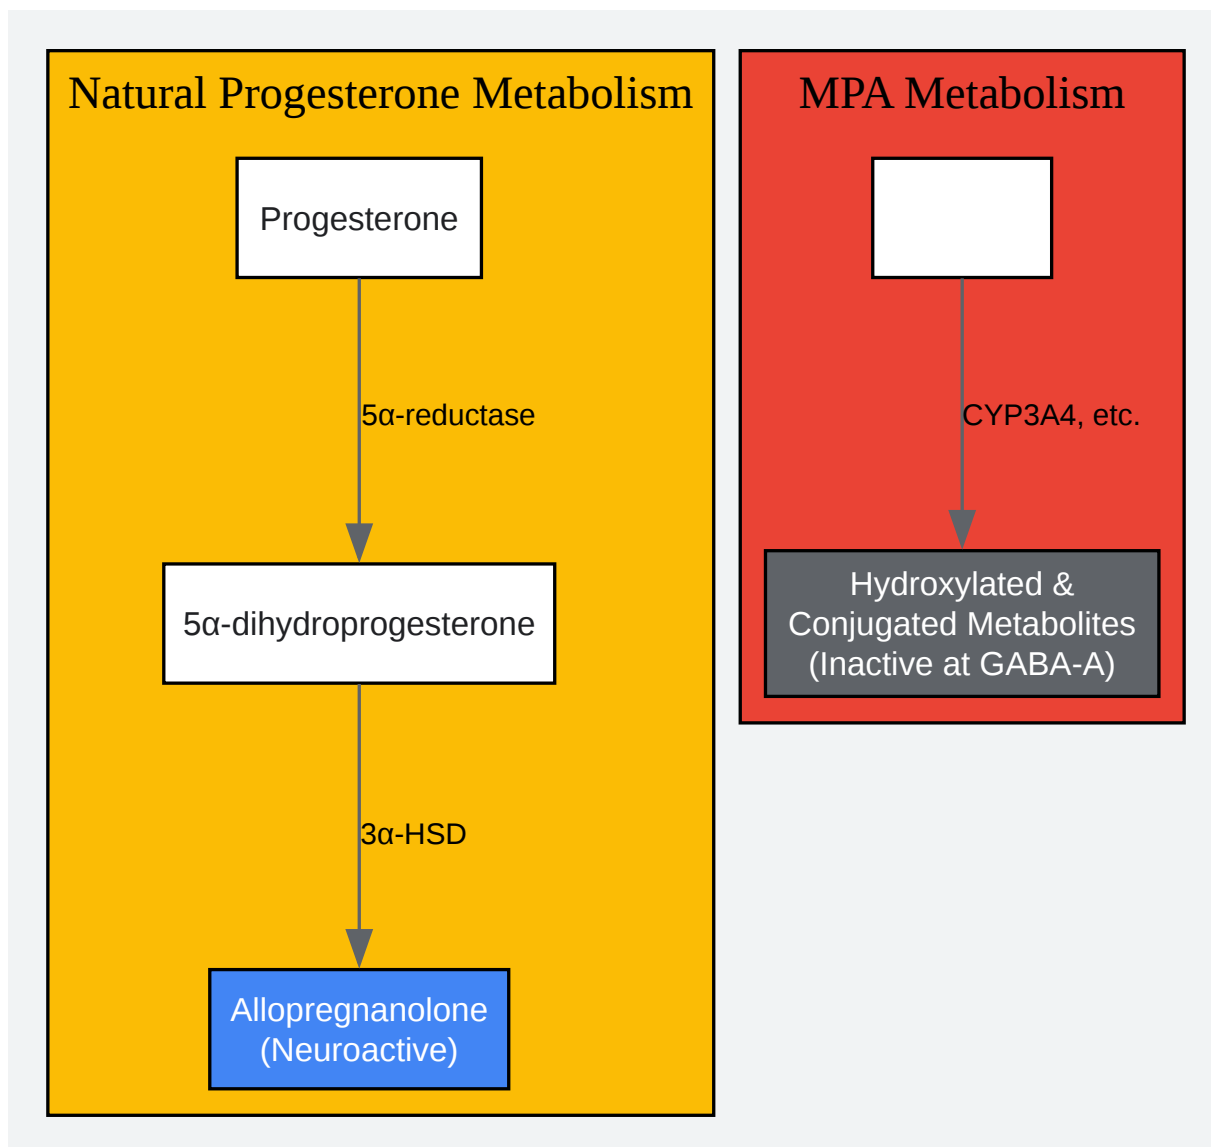 Natural Progesterone Metabolism
Progesterone
5α-reductase
5α-dihydroprogesterone
3α-HSD
Allopregnanolone
(Neuroactive)
MPA Metabolism
CYP3A4, etc.
Hydroxylated &
Conjugated Metabolites
(Inactive at GABA-A)